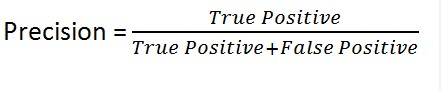 Precision = True Positive
True Positive+False Positive